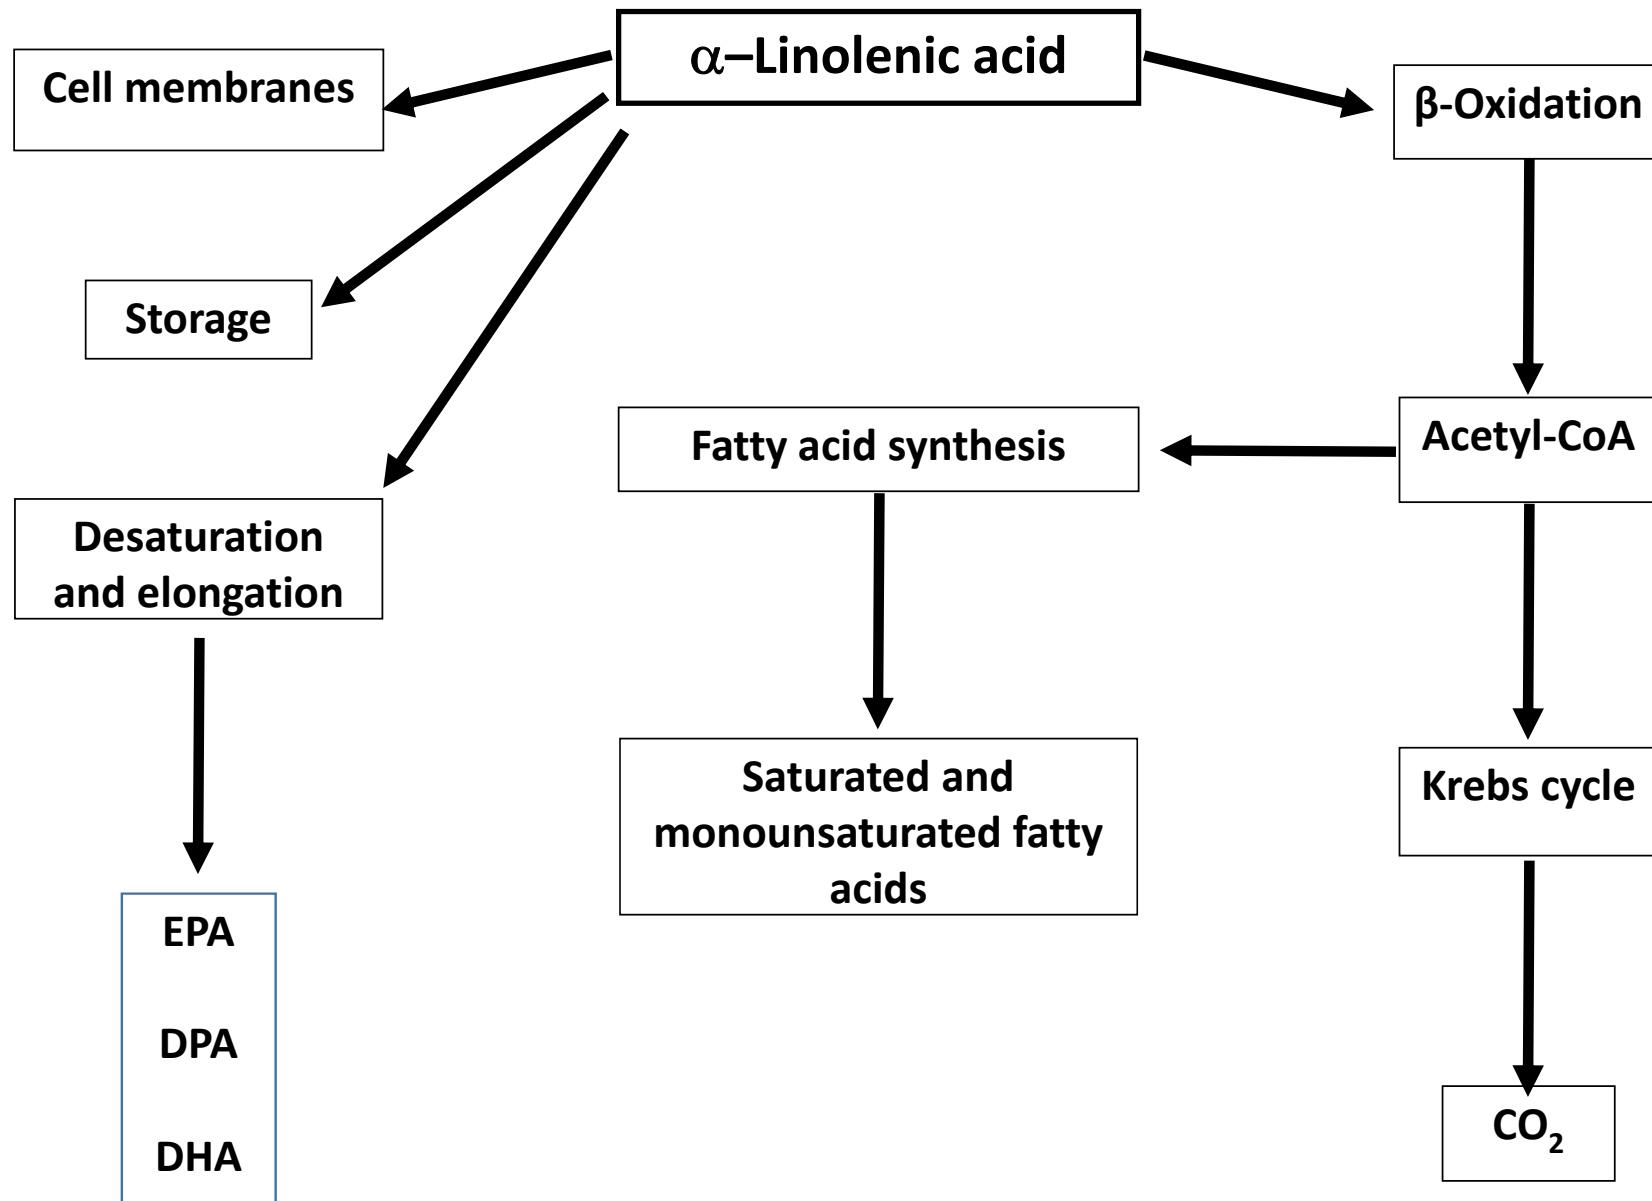 α–Linolenic acid
Cell membranes
β-Oxidation
Storage
Fatty acid synthesis
Acetyl-CoA
Desaturation
and elongation
Saturated and
monounsaturated fatty
acids
Krebs cycle
EPA
DPA
DHA
CO₂